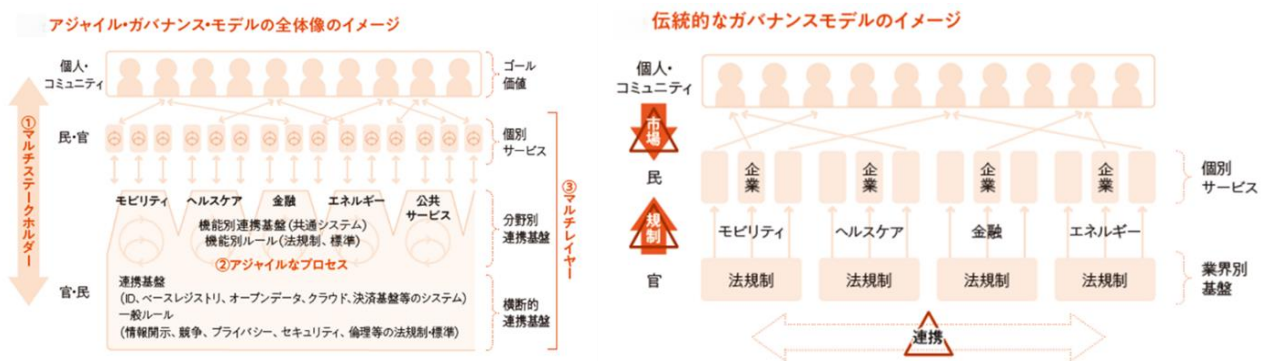 アジャイル・ガバナンス・モデルの全体像のイメージ
個人・
コミュニティ
ゴール
価値
①マルチステークホルダー
民・官
個別
サービス
モビリティ
ヘルスケア
金融
エネルギー
公共
サービス
機能別連携基盤(共通システム)
機能別ルール(法規制、標準)
分野別
連携基盤
②アジャイルなプロセス
③マルチレイヤー
官・民
連携基盤
(ID、ベースレジストリ、オープンデータ、クラウド、決済基盤等のシステム)
一般ルール
(情報開示、競争、プライバシー、セキュリティ、倫理等の法規制・標準)
横断的
連携基盤
伝統的なガバナンスモデルのイメージ
個人・
コミュニティ
市場
民
企業
企業
企業
企業
個別
サービス
規制
モビリティ
ヘルスケア
金融
エネルギー
官
法規制
法規制
法規制
法規制
業界別
基盤
連携